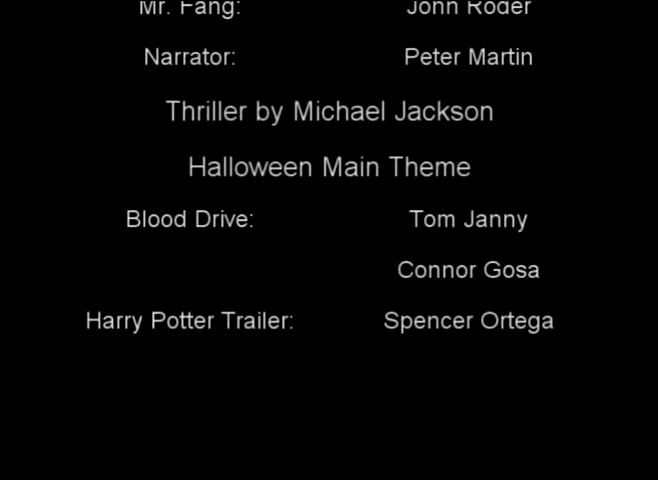 Mr. Fang: John Roder
Narrator: Peter Martin
Thriller by Michael Jackson
Halloween Main Theme
Blood Drive: Tom Janny
Connor Gosa
Harry Potter Trailer: Spencer Ortega